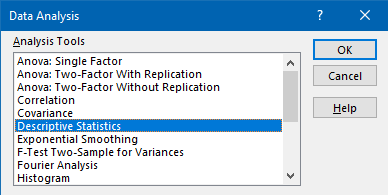 Data Analysis ? ×
Analysis Tools
Anova: Single Factor
Anova: Two-Factor With Replication
Anova: Two-Factor Without Replication
Correlation
Covariance
Descriptive Statistics
Exponential Smoothing
F-Test Two-Sample for Variances
Fourier Analysis
Histogram
OK
Cancel
Help